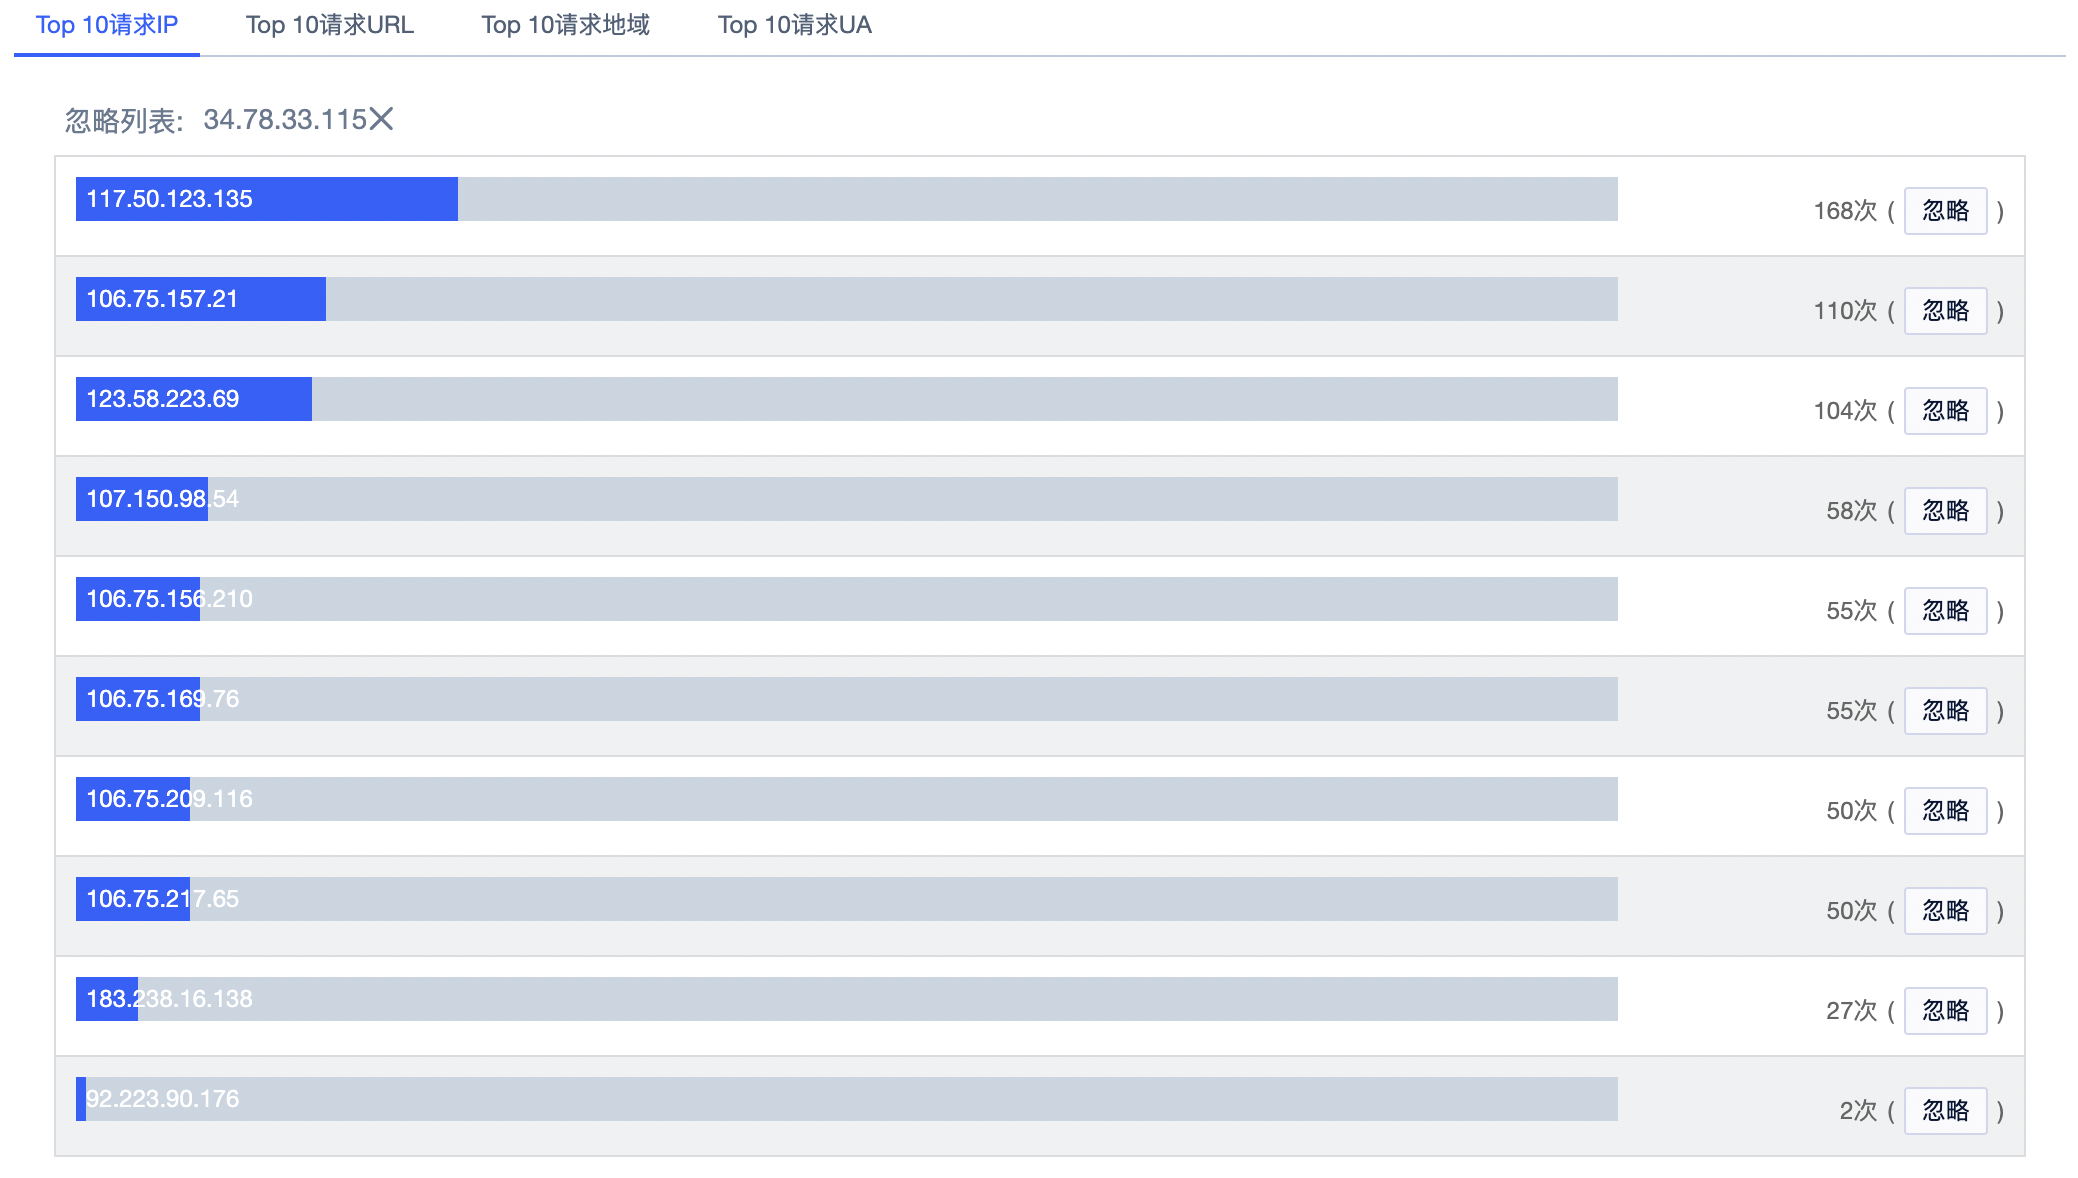 Top 10请求IP Top 10请求URL Top 10请求地域 Top 10请求UA
忽略列表: 34.78.33.115✕
117.50.123.135 168次 ( 忽略 )
106.75.157.21 110次 ( 忽略 )
123.58.223.69 104次 ( 忽略 )
107.150.98.54 58次 ( 忽略 )
106.75.156.210 55次 ( 忽略 )
106.75.169.76 55次 ( 忽略 )
106.75.209.116 50次 ( 忽略 )
106.75.217.65 50次 ( 忽略 )
183.238.16.138 27次 ( 忽略 )
92.223.90.176 2次 ( 忽略 )